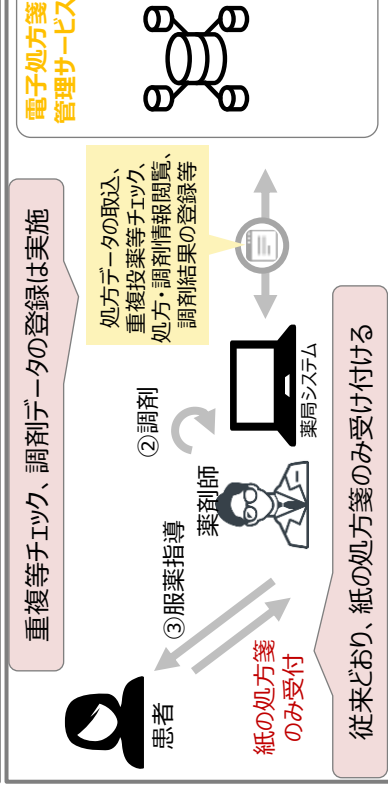 重複等チェック、調剤データの登録は実施
電子処方箋
管理サービス
処方データの取込、
重複投薬等チェック、
処方・調剤情報閲覧、
調剤結果の登録等
②調剤
③服薬指導
薬剤師
患者
薬局システム
紙の処方箋
のみ受付
従来どおり、紙の処方箋のみ受け付ける